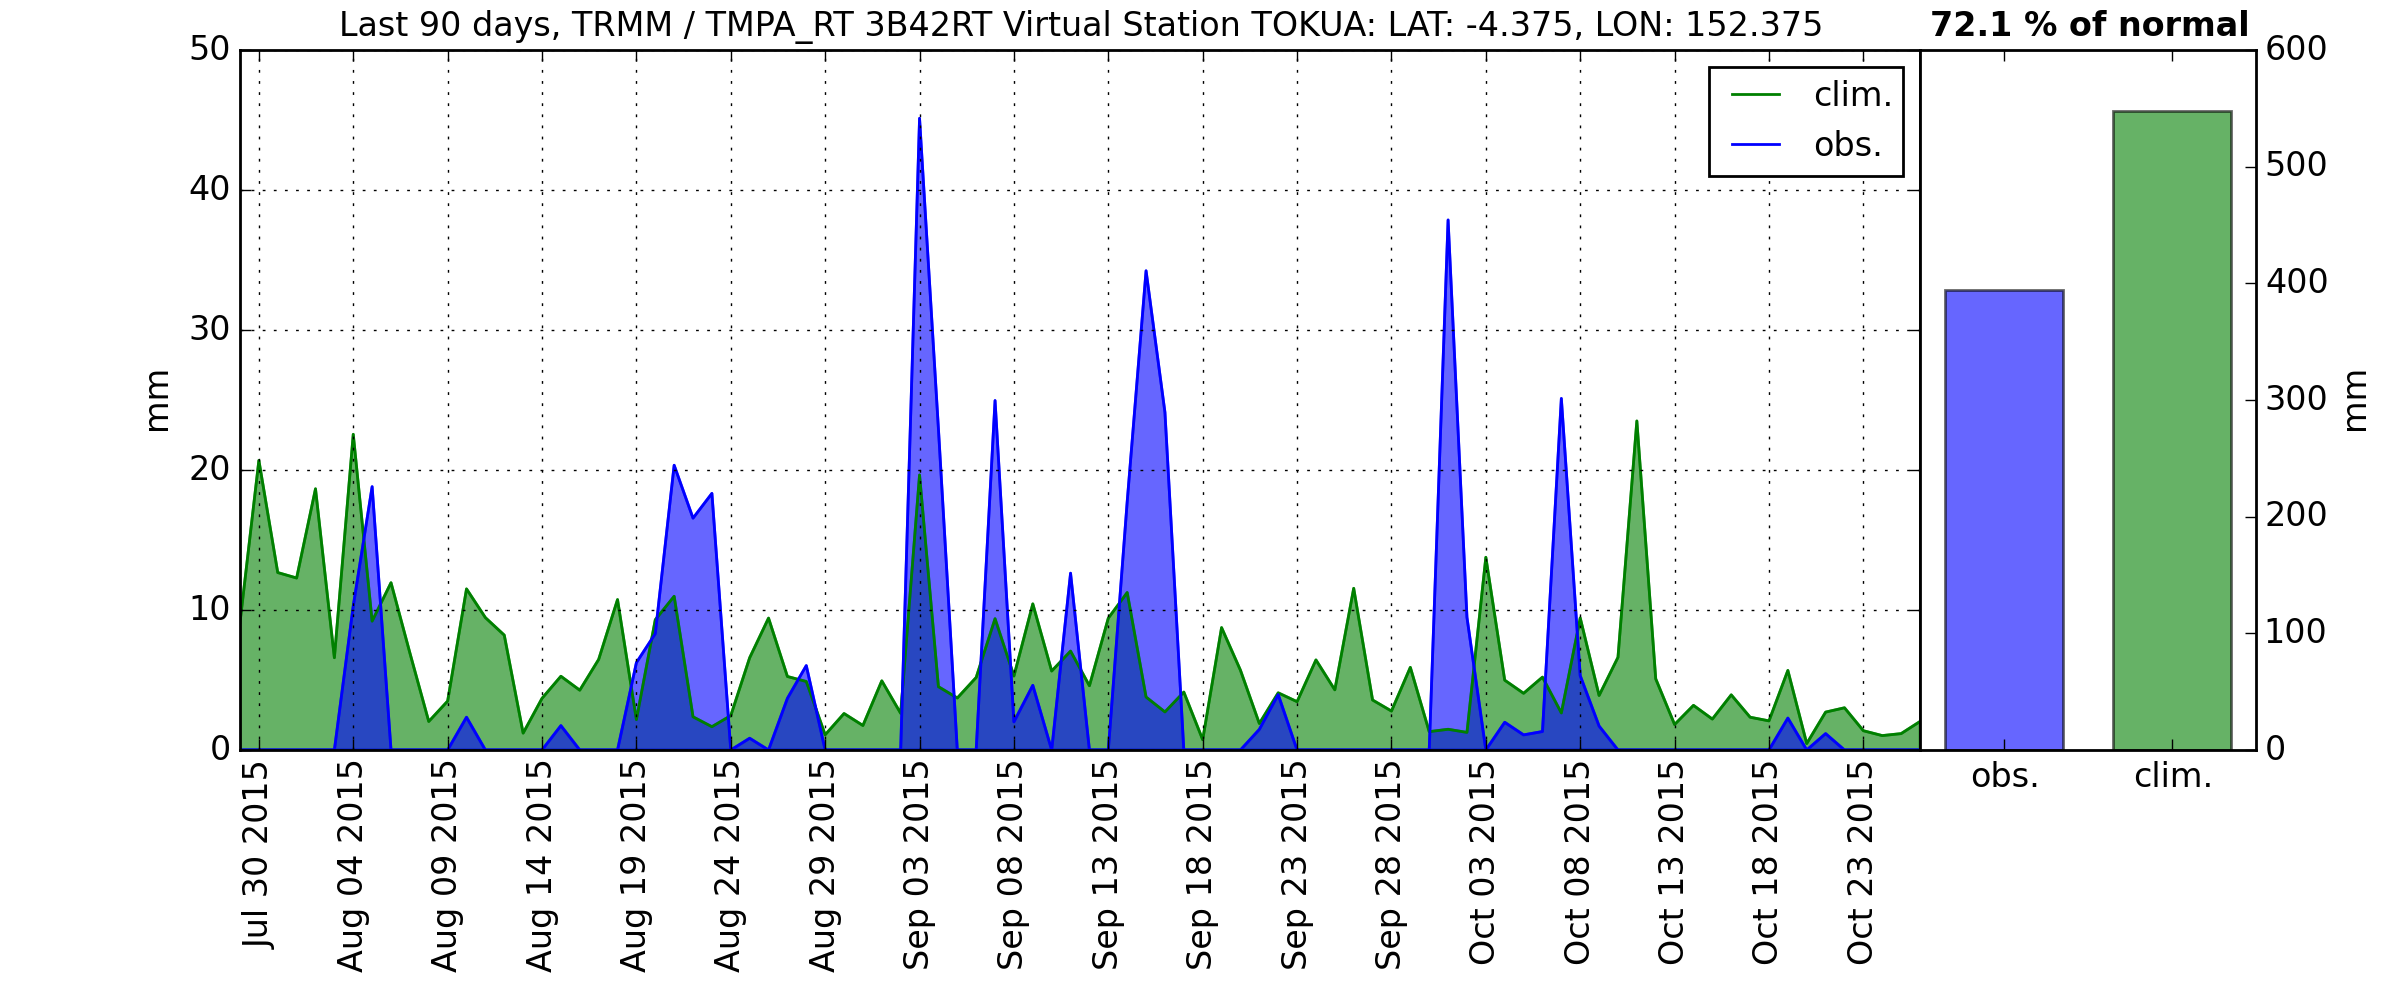 Last 90 days, TRMM / TMPA_RT 3B42RT Virtual Station TOKUA: LAT: -4.375, LON: 152.375
72.1 % of normal
50
40
30
20
10
0
mm
clim.
obs.
Jul 30 2015
Aug 04 2015
Aug 09 2015
Aug 14 2015
Aug 19 2015
Aug 24 2015
Aug 29 2015
Sep 03 2015
Sep 08 2015
Sep 13 2015
Sep 18 2015
Sep 23 2015
Sep 28 2015
Oct 03 2015
Oct 08 2015
Oct 13 2015
Oct 18 2015
Oct 23 2015
600
500
400
300
200
100
0
mm
obs.
clim.